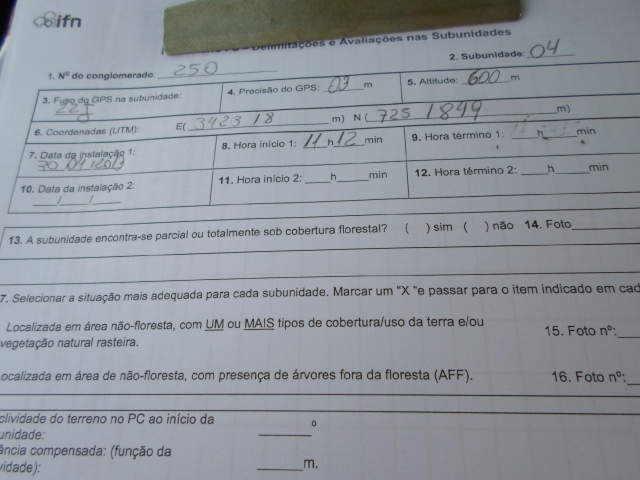 ifn
Delimitações e Avaliações nas Subunidades
1. Nº do conglomerado: 250 2. Subunidade: 04
3. Fuso do GPS na subunidade: 22J 4. Precisão do GPS: 03 m 5. Altitude: 600 m
6. Coordenadas (UTM): E( 342318 m) N ( 7251849 m)
7. Data da instalação 1: 8. Hora início 1: 11 h 12 min 9. Hora término 1: h min
10. Data da instalação 2: / / 11. Hora início 2: h min 12. Hora término 2: h min
13. A subunidade encontra-se parcial ou totalmente sob cobertura florestal? ( ) sim ( ) não 14. Foto
7. Selecionar a situação mais adequada para cada subunidade. Marcar um "X "e passar para o item indicado em cad
Localizada em área não-floresta, com UM ou MAIS tipos de cobertura/uso da terra e/ou
vegetação natural rasteira. 15. Foto nº:
ocalizada em área de não-floresta, com presença de árvores fora da floresta (AFF). 16. Foto nº:
clividade do terreno no PC ao início da
unidade: º
ância compensada: (função da
vidade): m.